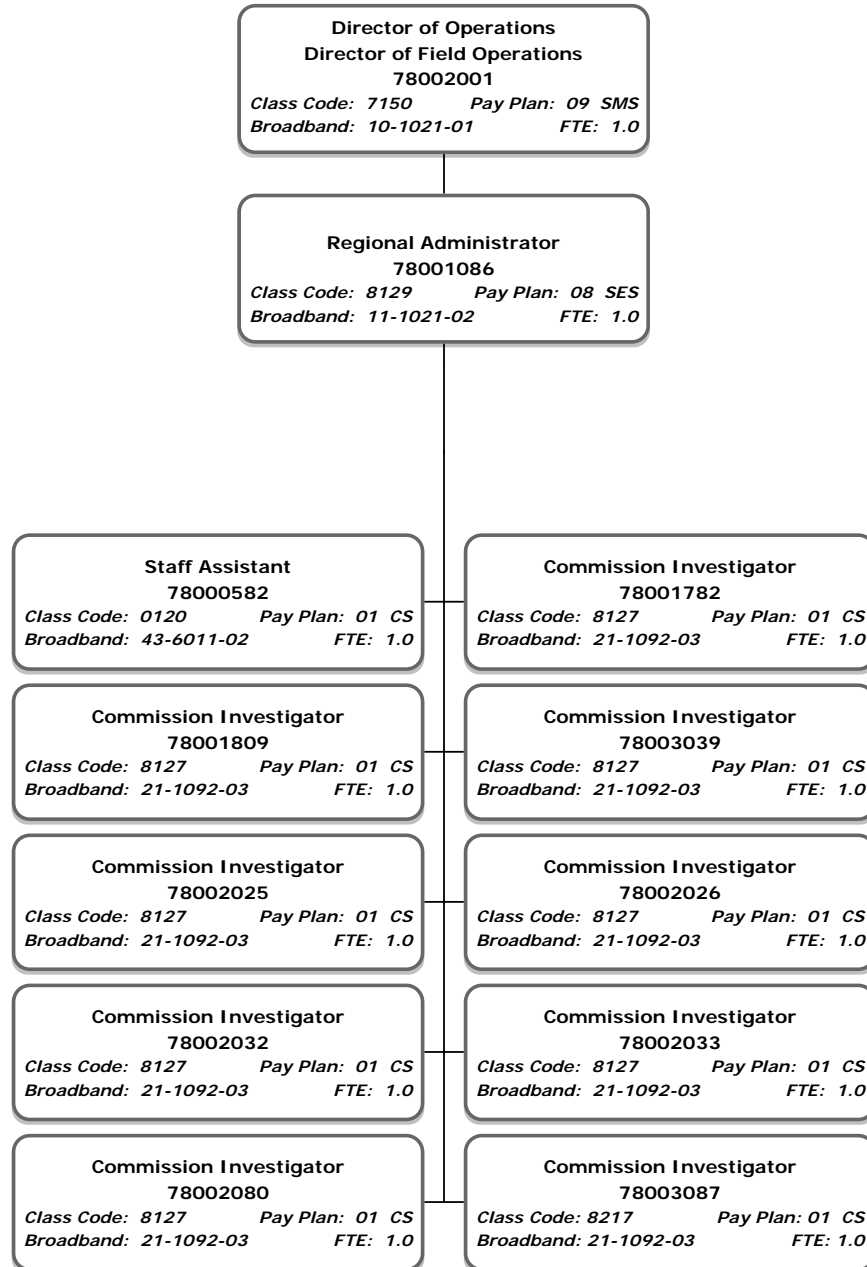 Director of Operations
Director of Field Operations
78002001
Class Code: 7150 Pay Plan: 09 SMS
Broadband: 10-1021-01 FTE: 1.0
Regional Administrator
78001086
Class Code: 8129 Pay Plan: 08 SES
Broadband: 11-1021-02 FTE: 1.0
Staff Assistant
78000582
Class Code: 0120 Pay Plan: 01 CS
Broadband: 43-6011-02 FTE: 1.0
Commission Investigator
78001782
Class Code: 8127 Pay Plan: 01 CS
Broadband: 21-1092-03 FTE: 1.0
Commission Investigator
78001809
Class Code: 8127 Pay Plan: 01 CS
Broadband: 21-1092-03 FTE: 1.0
Commission Investigator
78003039
Class Code: 8127 Pay Plan: 01 CS
Broadband: 21-1092-03 FTE: 1.0
Commission Investigator
78002025
Class Code: 8127 Pay Plan: 01 CS
Broadband: 21-1092-03 FTE: 1.0
Commission Investigator
78002026
Class Code: 8127 Pay Plan: 01 CS
Broadband: 21-1092-03 FTE: 1.0
Commission Investigator
78002032
Class Code: 8127 Pay Plan: 01 CS
Broadband: 21-1092-03 FTE: 1.0
Commission Investigator
78002033
Class Code: 8127 Pay Plan: 01 CS
Broadband: 21-1092-03 FTE: 1.0
Commission Investigator
78002080
Class Code: 8127 Pay Plan: 01 CS
Broadband: 21-1092-03 FTE: 1.0
Commission Investigator
78003087
Class Code: 8217 Pay Plan: 01 CS
Broadband: 21-1092-03 FTE: 1.0